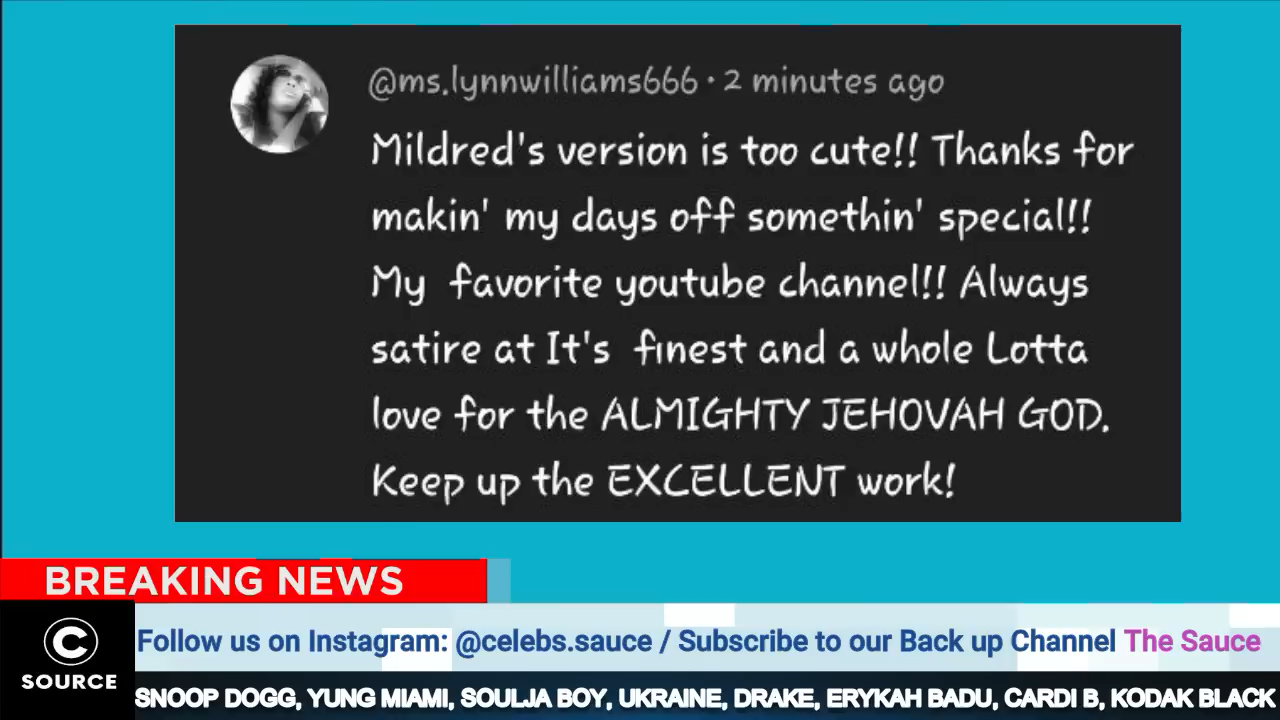 @ms.lynnwilliams666 · 2 minutes ago
Mildred's version is too cute!! Thanks for
makin' my days off somethin' special!!
My favorite youtube channel!! Always
satire at It's finest and a whole Lotta
love for the ALMIGHTY JEHOVAH GOD.
Keep up the EXCELLENT work!
BREAKING NEWS
C
SOURCE
Follow us on Instagram: @celebs.sauce / Subscribe to our Back up Channel The Sauce
SNOOP DOGG, YUNG MIAMI, SOULJA BOY, UKRAINE, DRAKE, ERYKAH BADU, CARDI B, KODAK BLACK